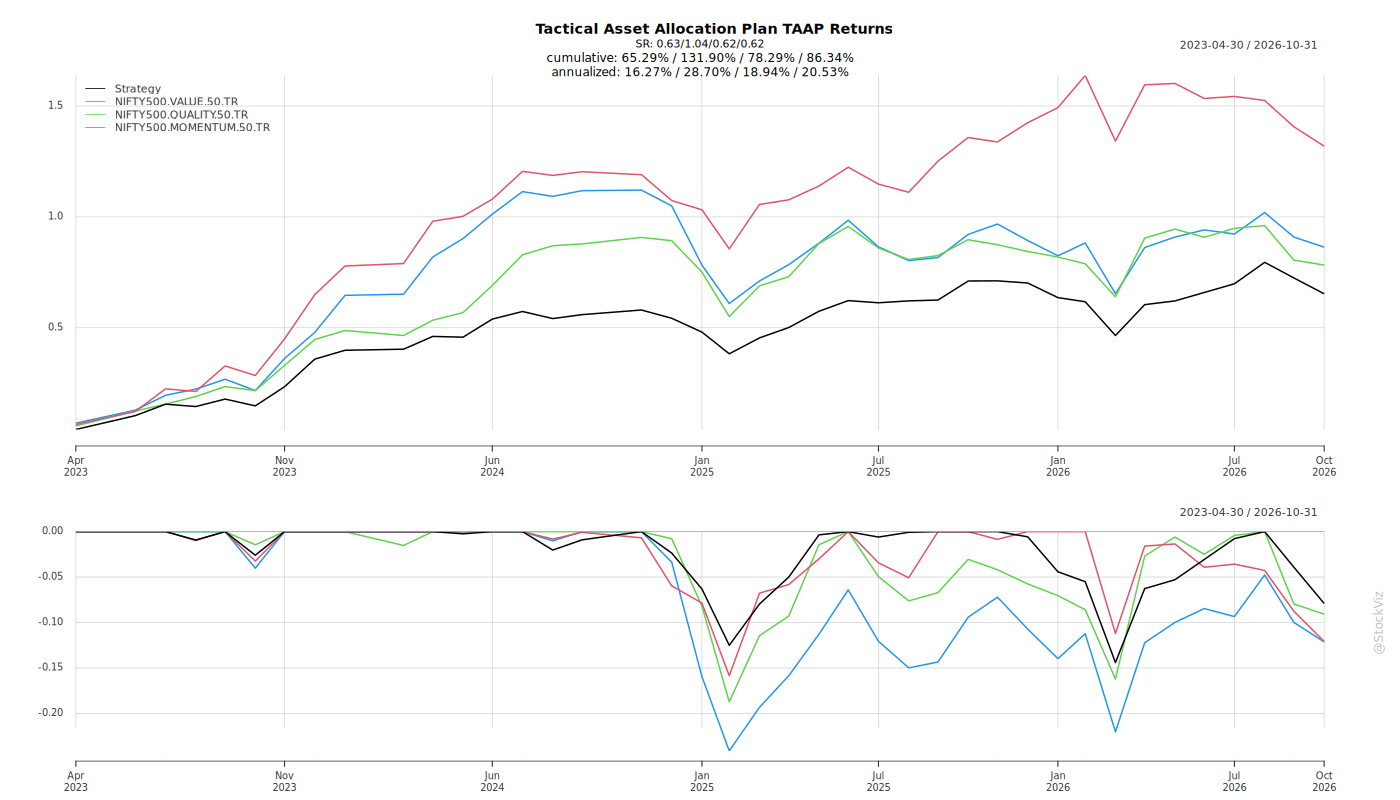 Tactical Asset Allocation Plan TAAP Returns
SR: 0.63/1.04/0.62/0.62
cumulative: 65.29% / 131.90% / 78.29% / 86.34%
annualized: 16.27% / 28.70% / 18.94% / 20.53%
2023-04-30 / 2026-10-31
Strategy
NIFTY500.VALUE.50.TR
NIFTY500.QUALITY.50.TR
NIFTY500.MOMENTUM.50.TR
1.5
1.0
0.5
Apr Nov Jun Jan Jul Jan Jul Oct
2023 2023 2024 2025 2025 2026 2026 2026
2023-04-30 / 2026-10-31
0.00
-0.05
-0.10
-0.15
-0.20
Apr Nov Jun Jan Jul Jan Jul Oct
2023 2023 2024 2025 2025 2026 2026 2026
@StockViz